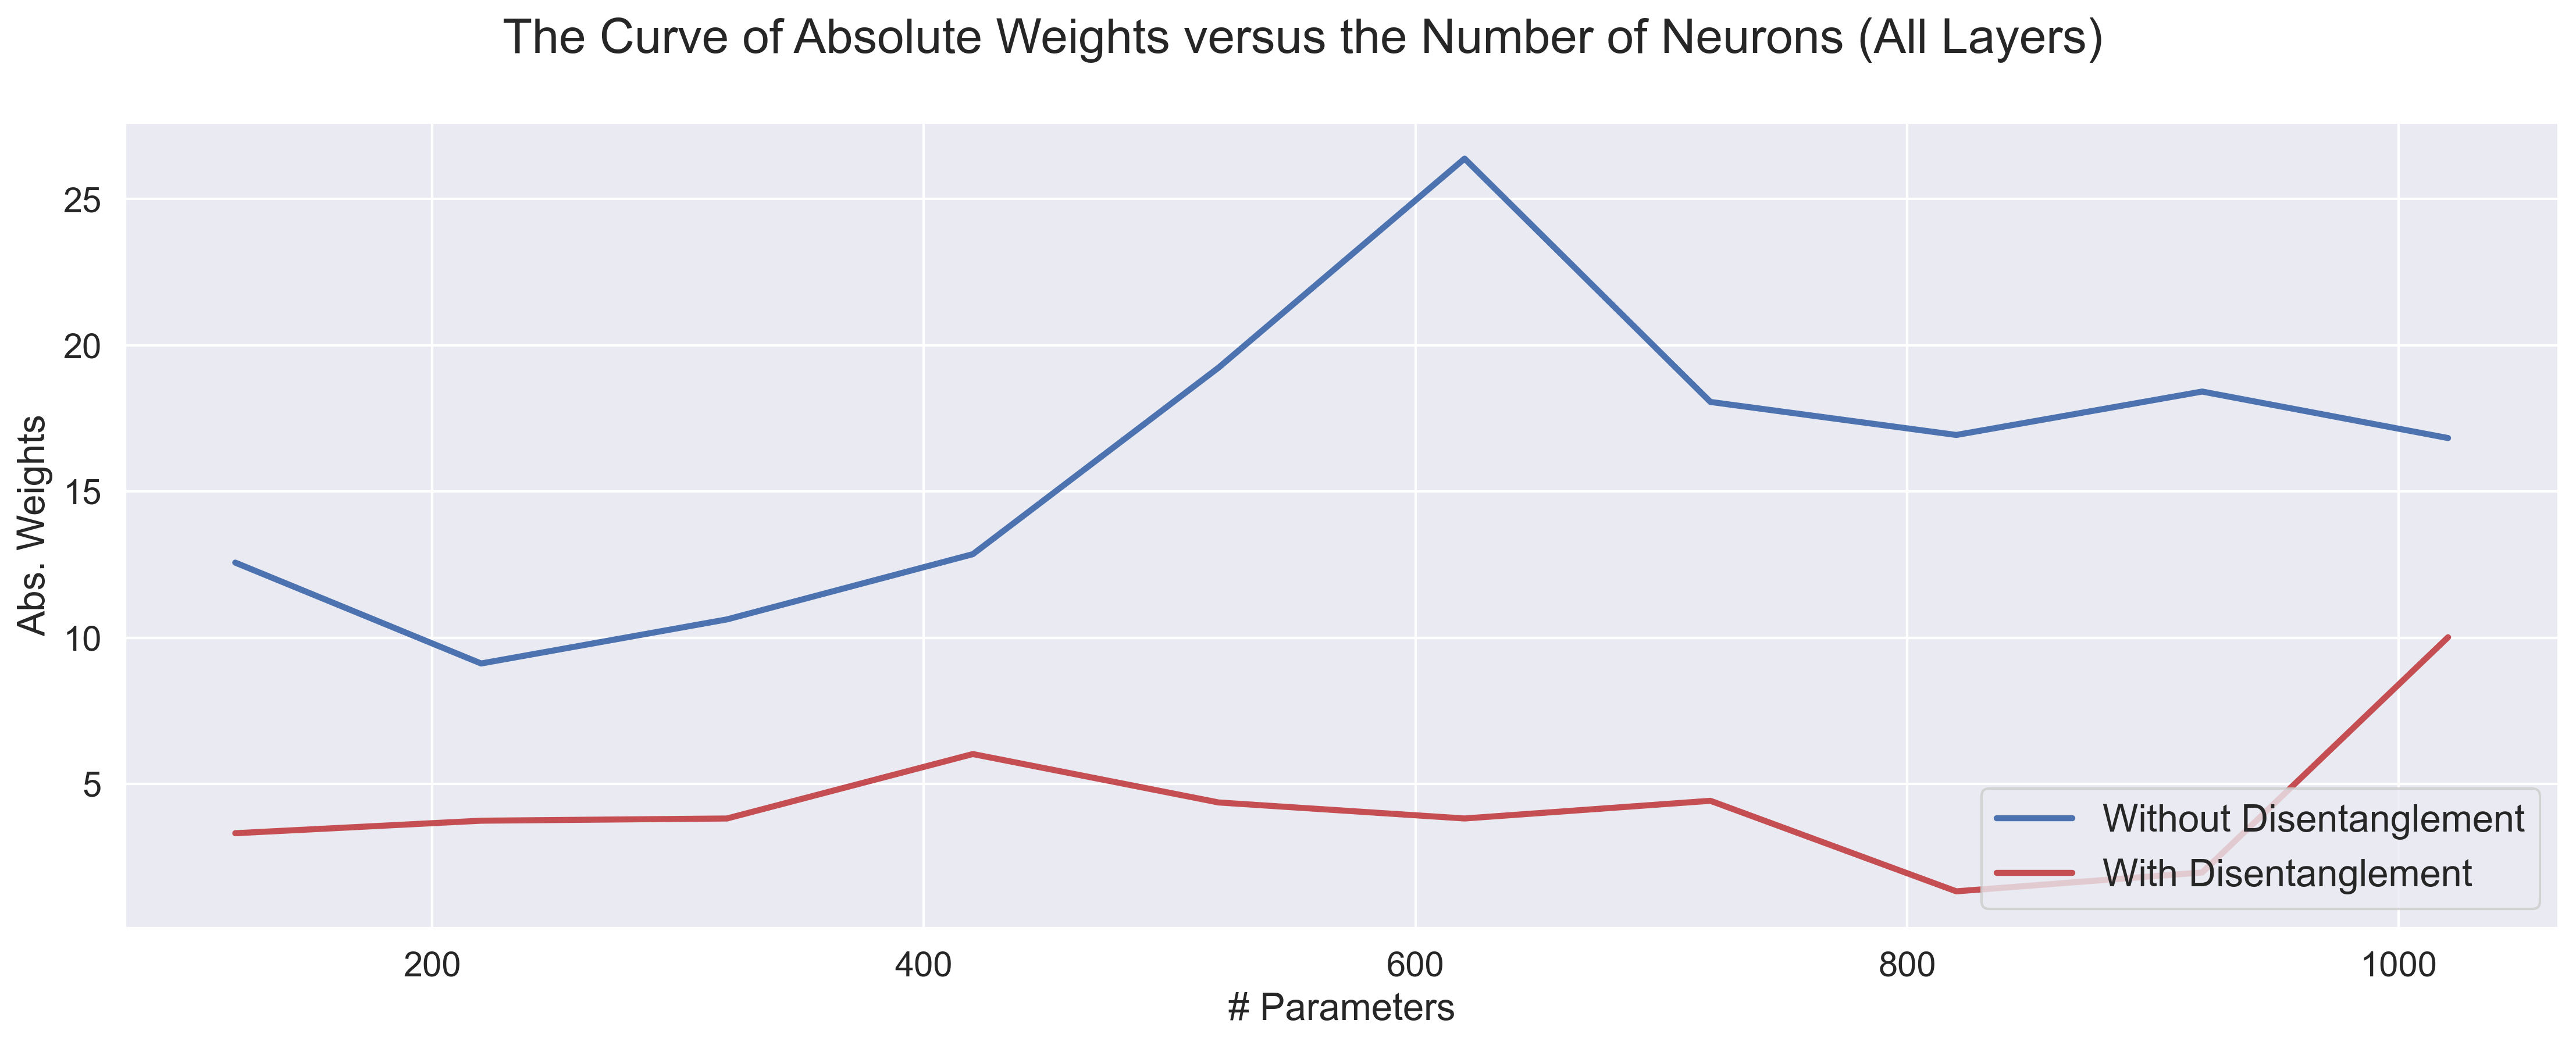 The Curve of Absolute Weights versus the Number of Neurons (All Layers)
25
20
15
10
5
Abs. Weights
Without Disentanglement
With Disentanglement
200 400 600 800 1000
# Parameters